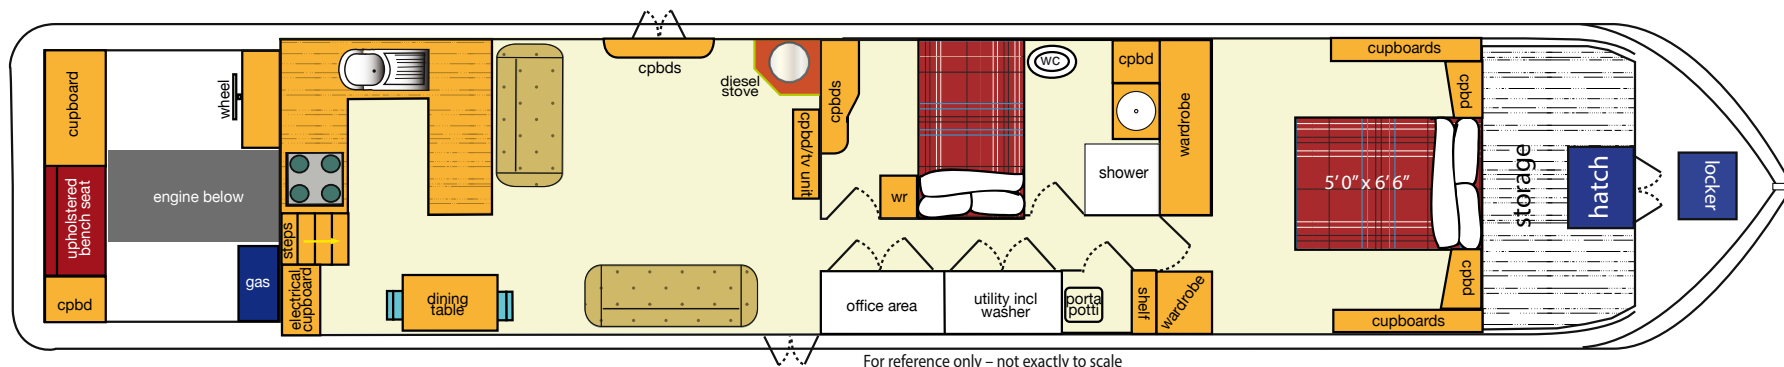 cupboard
upholstered
bench seat
cpbd
wheel
engine below
gas
steps
electrical
cupboard
dining
table
cpbds
diesel
stove
cpbd/tv unit
cpbds
wr
WC
cpbd
shower
wardrobe
office area
utility incl
washer
porta
potti
shelf
wardrobe
cupboards
cpbd
5’ 0” x 6’ 6”
cpbd
cupboards
storage
hatch
locker
For reference only – not exactly to scale